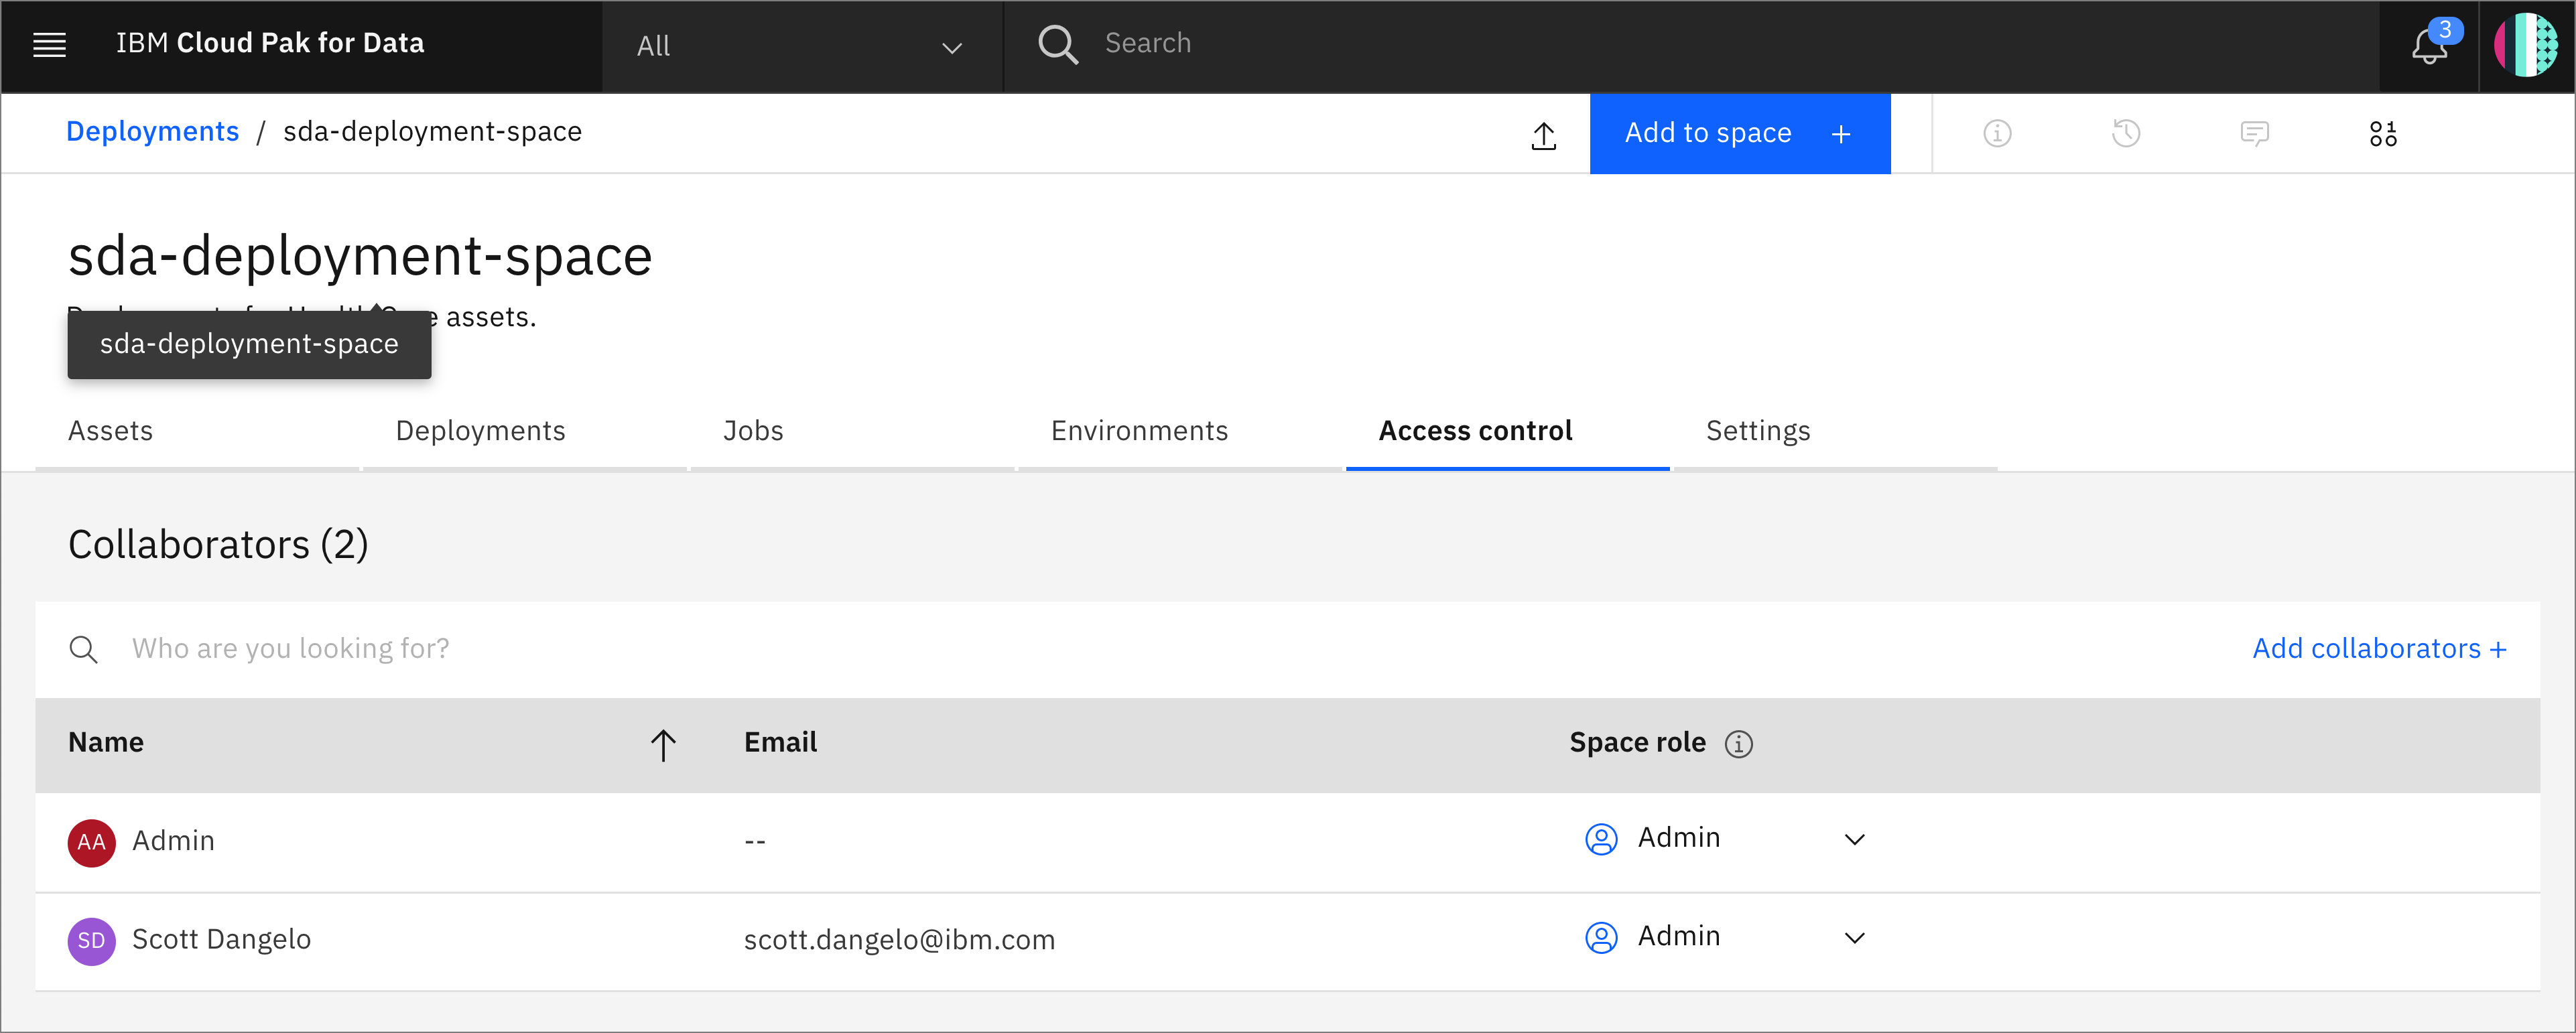 IBM Cloud Pak for Data
All
Search
3
Deployments / sda-deployment-space
Add to space +
sda-deployment-space
assets.
sda-deployment-space
Assets
Deployments
Jobs
Environments
Access control
Settings
Collaborators (2)
Who are you looking for?
Add collaborators +
Name
Email
Space role
AA Admin
--
Admin
SD Scott Dangelo
scott.dangelo@ibm.com
Admin